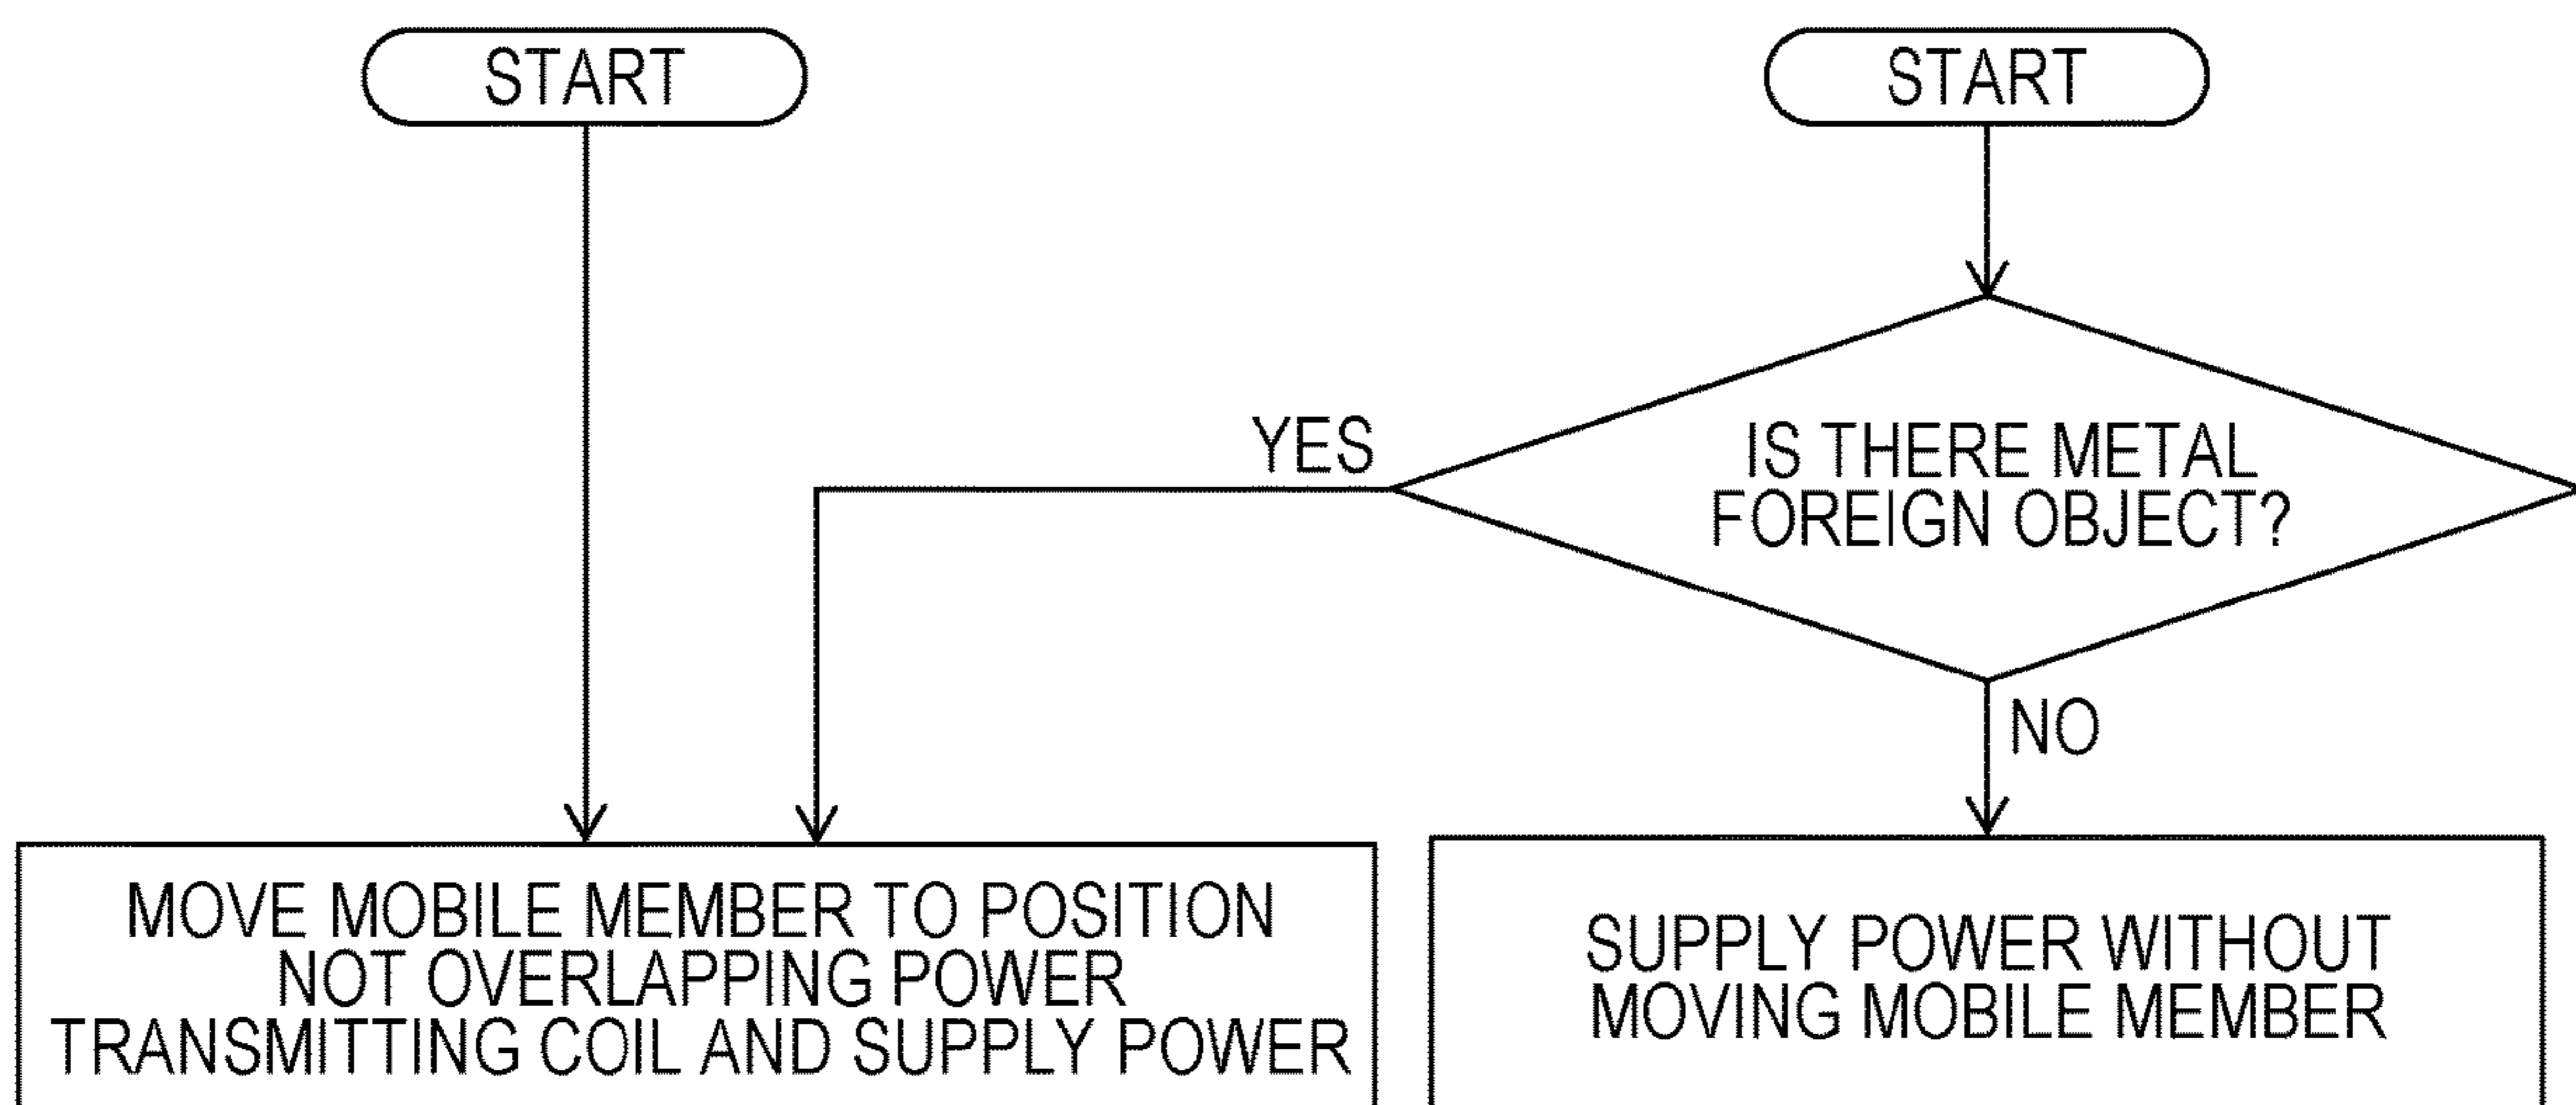 START
START
IS THERE METAL
FOREIGN OBJECT?
YES
NO
MOVE MOBILE MEMBER TO POSITION
NOT OVERLAPPING POWER
TRANSMITTING COIL AND SUPPLY POWER
SUPPLY POWER WITHOUT
MOVING MOBILE MEMBER